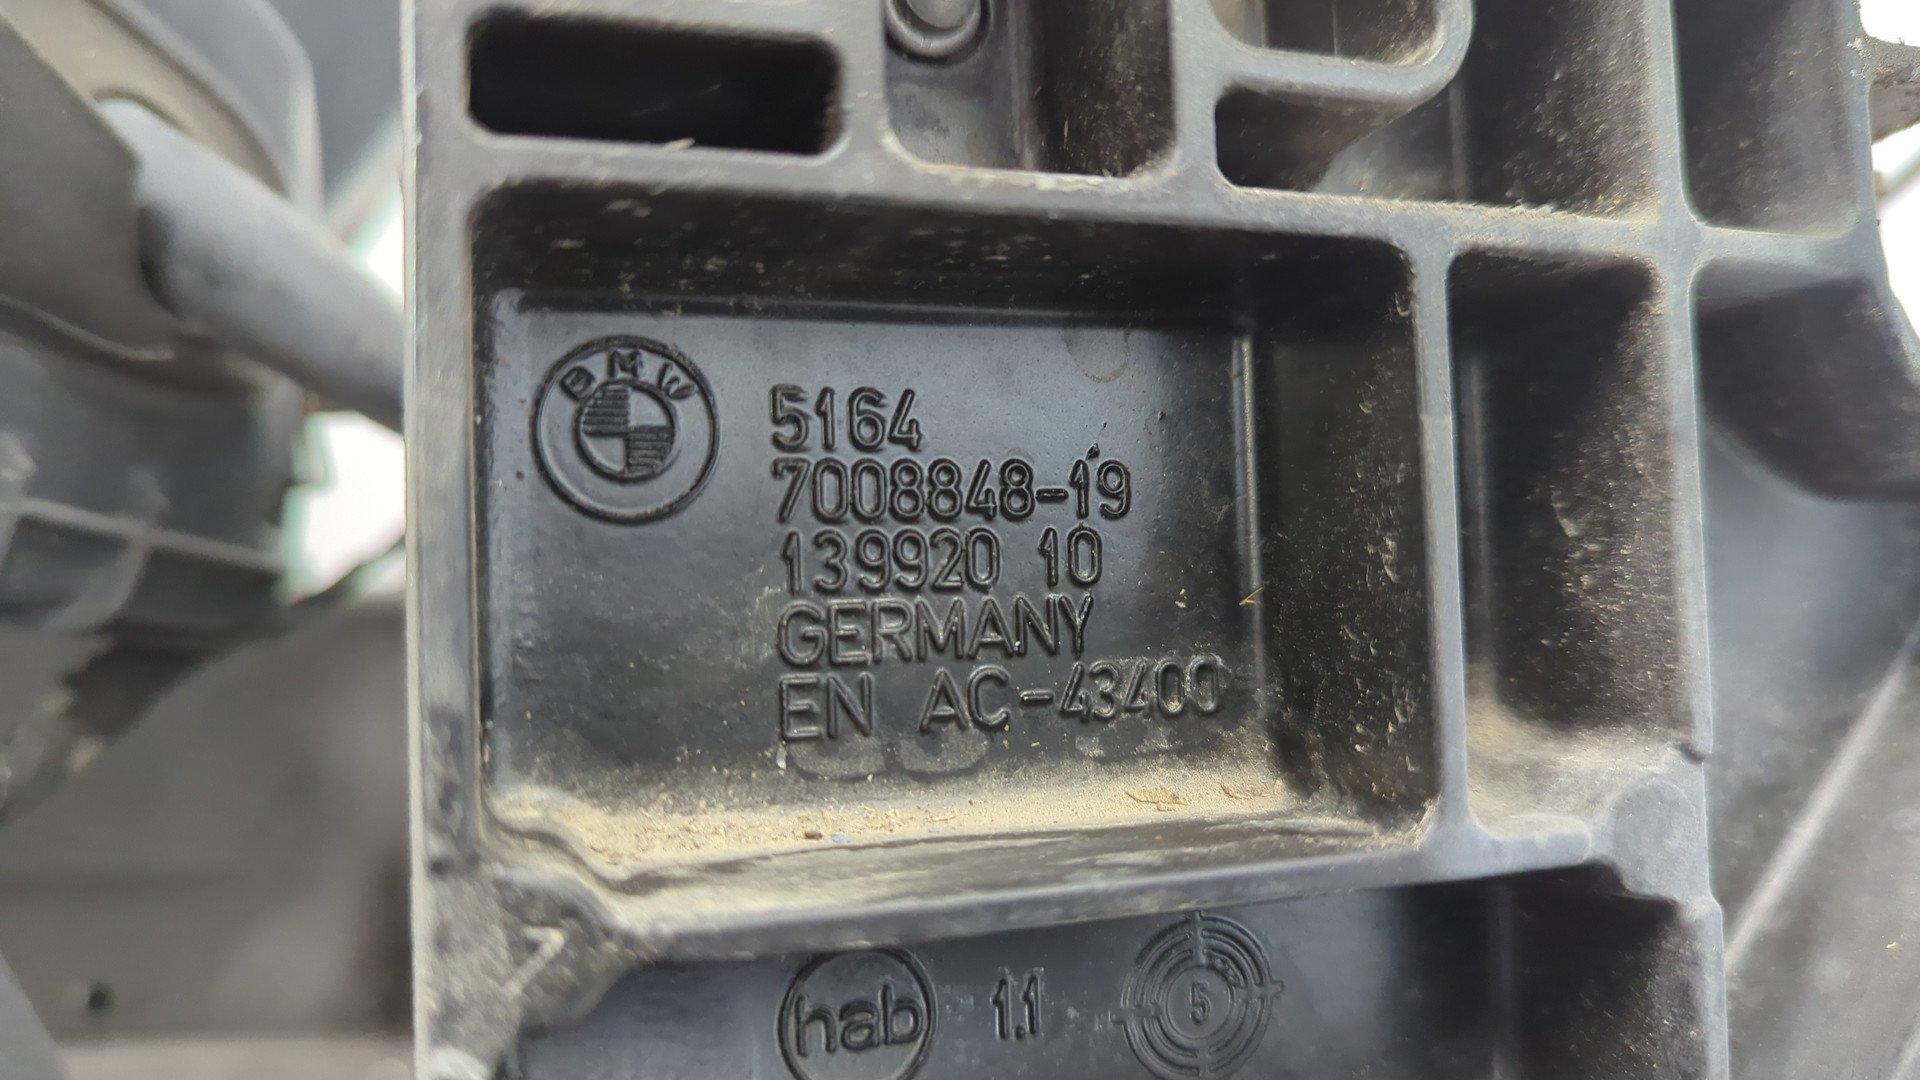 BMW
5164
7008848-19
139920 10
GERMANY
EN AC-43400
hab 1.1 5